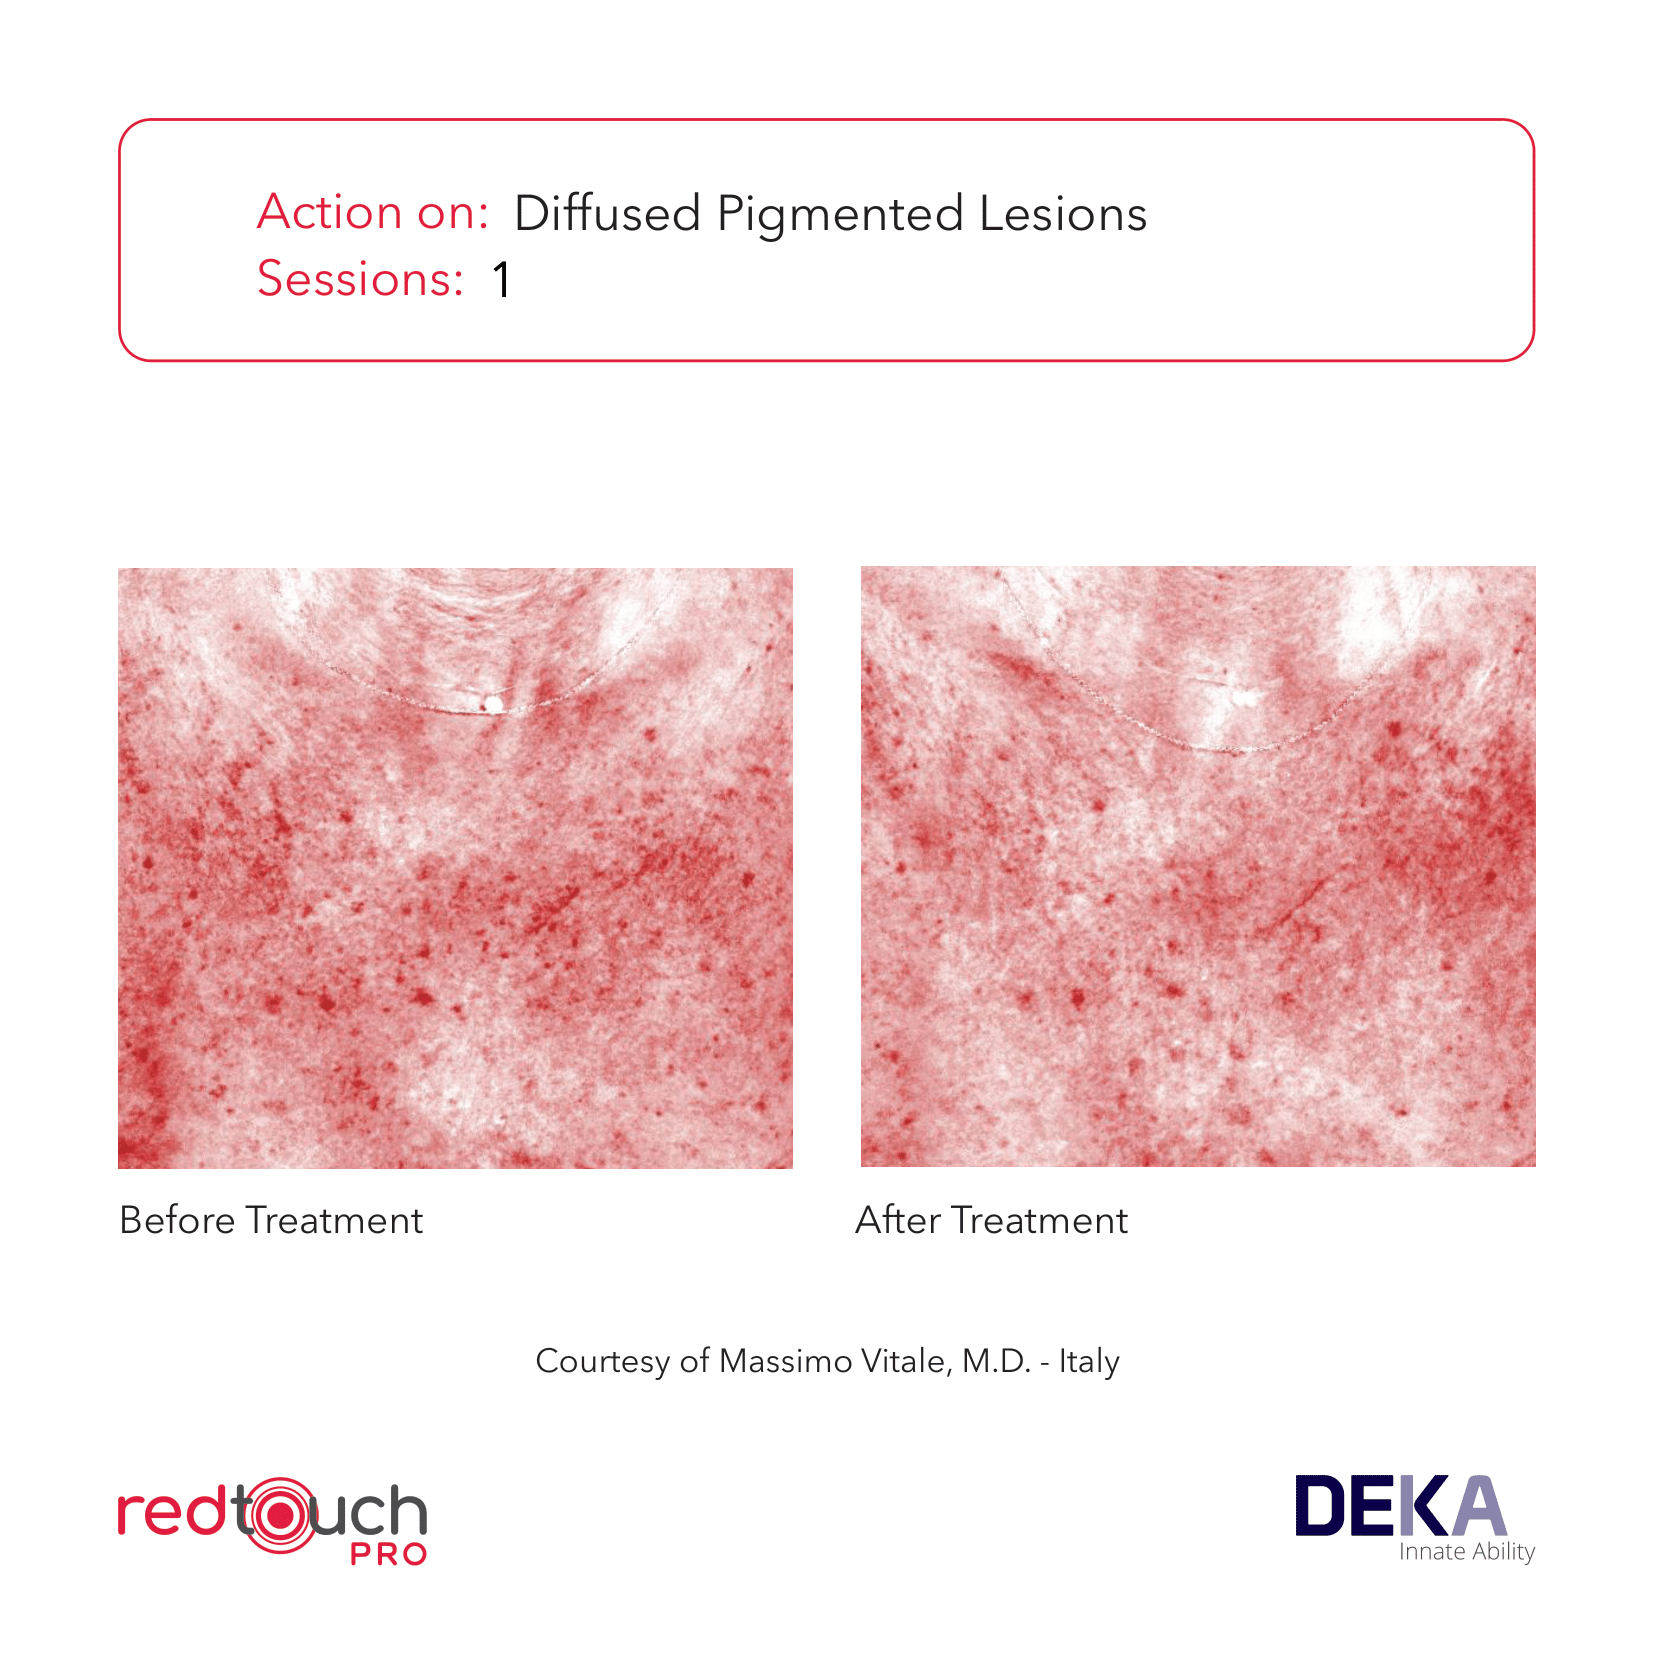 Action on: Diffused Pigmented Lesions
Sessions: 1
Before Treatment
After Treatment
Courtesy of Massimo Vitale, M.D. - Italy
redtouch
PRO
DEKA
Innate Ability